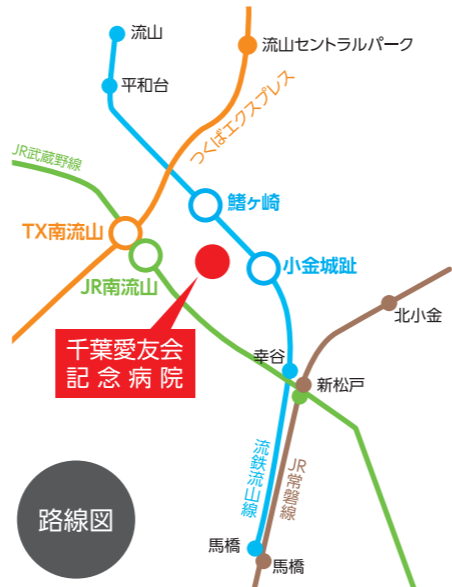 流山
流山セントラルパーク
平和台
つくばエクスプレス
JR武蔵野線
鰭ヶ崎
TX南流山
小金城趾
JR南流山
北小金
千葉愛友会
記念病院
幸谷
新松戸
流鉄流山線
JR常磐線
路線図
馬橋
馬橋